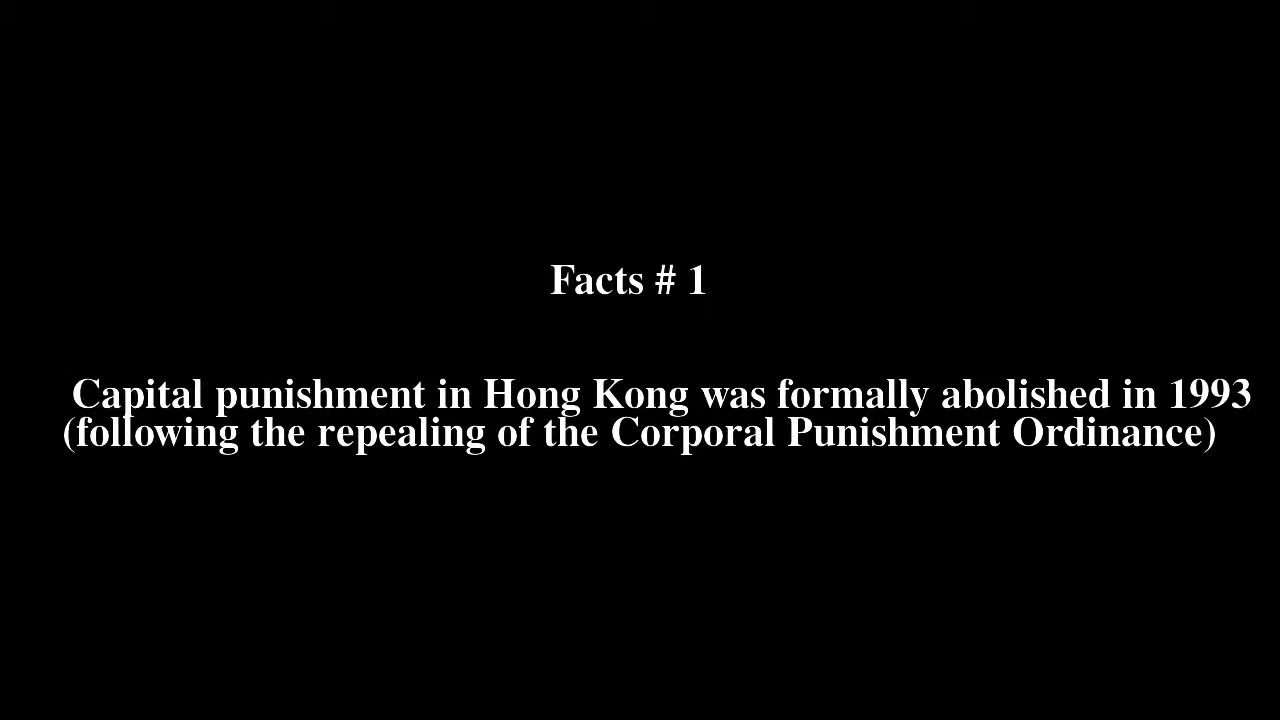 Facts # 1
Capital punishment in Hong Kong was formally abolished in 1993
(following the repealing of the Corporal Punishment Ordinance)